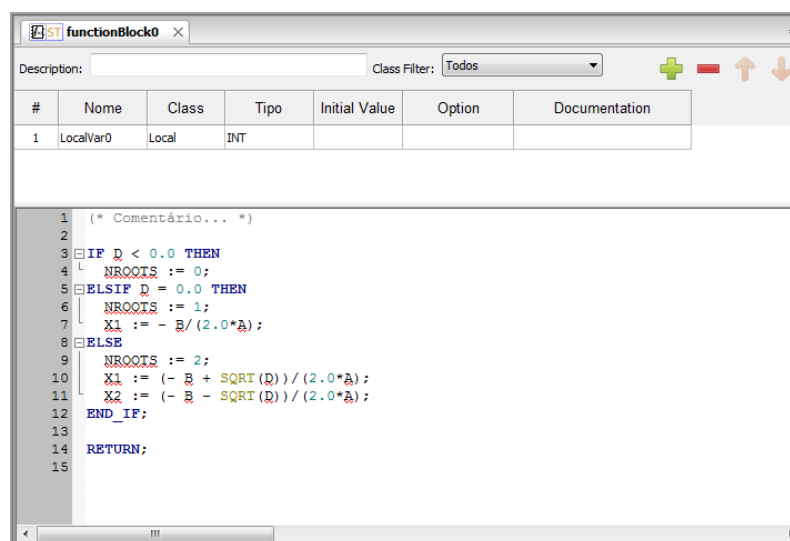 ST functionBlock0 ×
Description: Class Filter: Todos
# Nome Class Tipo Initial Value Option Documentation
1 LocalVar0 Local INT
1 (* Comentário... *)
2
3 IF D < 0.0 THEN
4 NROOTS := 0;
5 ELSIF D = 0.0 THEN
6 NROOTS := 1;
7 X1 := - B/(2.0*A);
8 ELSE
9 NROOTS := 2;
10 X1 := (- B + SQRT(D))/(2.0*A);
11 X2 := (- B - SQRT(D))/(2.0*A);
12 END_IF;
13
14 RETURN;
15